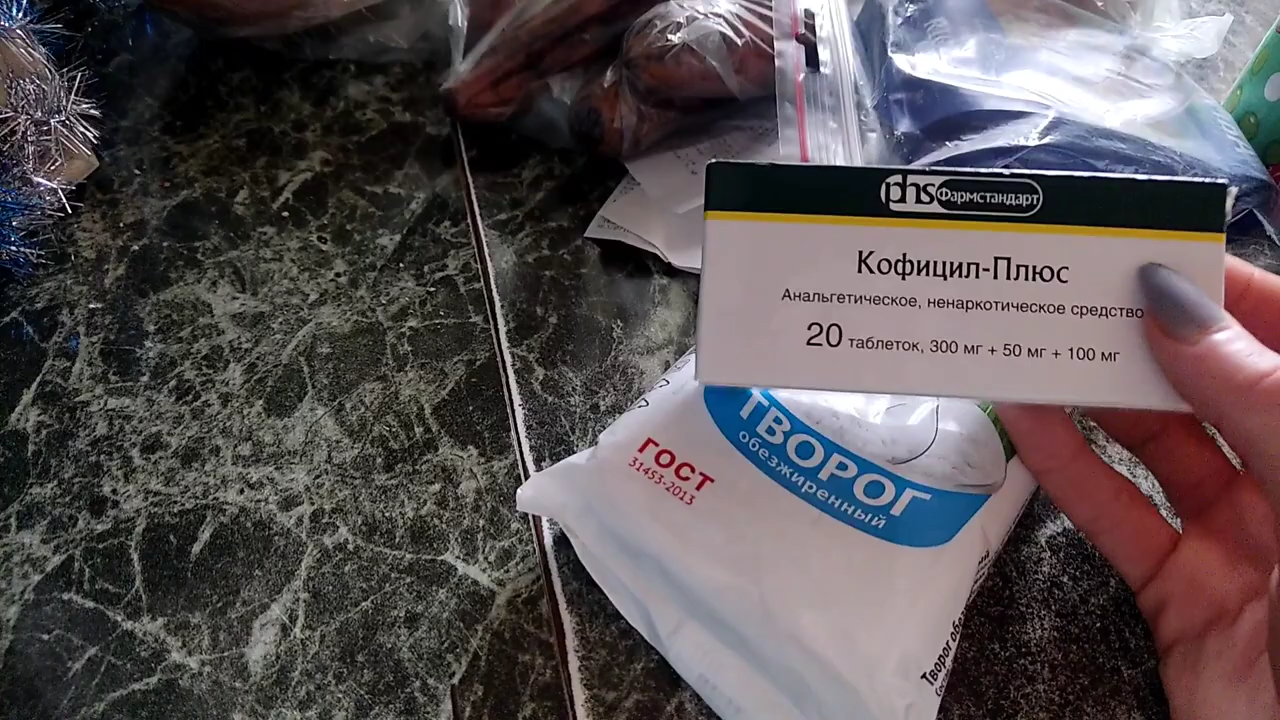 phs Фармстандарт
Кофицил-Плюс
Анальгетическое, ненаркотическое средство
20 таблеток, 300 мг + 50 мг + 100 мг
ТВОРОГ
обезжиренный
ГОСТ
31453-2013
Творог